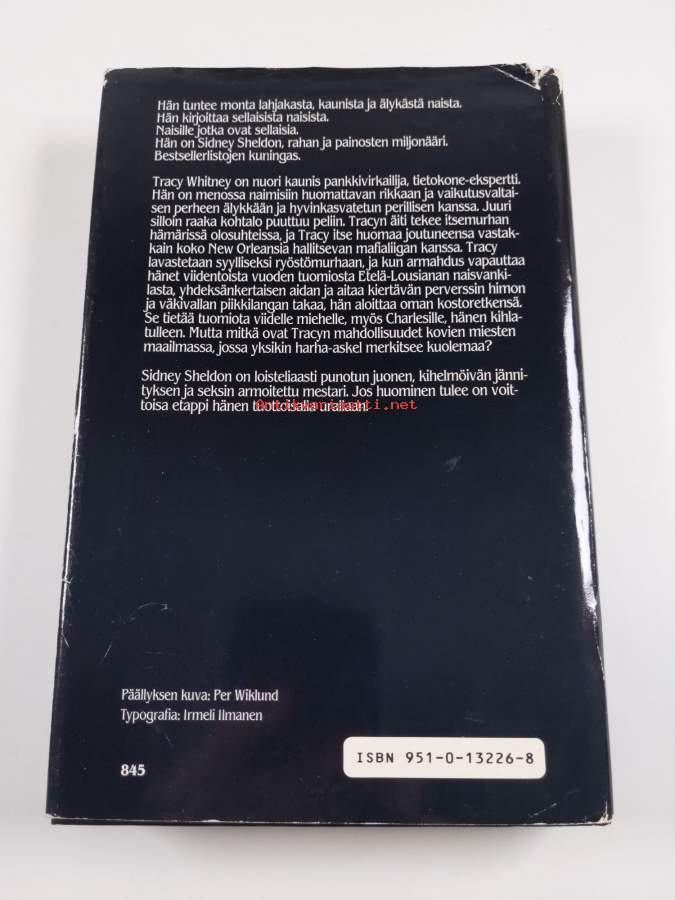 Hän tuntee monta lahjakasta, kaunista ja älykästä naista.
Hän kirjoittaa sellaisista naisista.
Naisille jotka ovat sellaisia.
Hän on Sidney Sheldon, rahan ja painosten miljonääri.
Bestsellerlistojen kuningas.
Tracy Whitney on nuori kaunis pankkivirkailija, tietokone-ekspertti.
Hän on menossa naimisiin huomattavan rikkaan ja vaikutusvaltai-
sen perheen älykkään ja hyvinkasvatetun perillisen kanssa. Juuri
silloin raaka kohtalo puuttuu peliin. Tracyn äiti tekee itsemurhan
hämärissä olosuhteissa, ja Tracy itse huomaa joutuneensa vastak-
kain koko New Orleansia hallitsevan mafialiigan kanssa. Tracy
lavastetaan syylliseksi ryöstömurhaan, ja kun armahdus vapauttaa
hänet viidentoista vuoden tuomiosta Etelä-Lousianan naisvanki-
lasta, yhdeksänkertaisen aidan ja aitaa kiertävän perverssin himon
ja väkivallan piikkilangan takaa, hän aloittaa oman kostoretkensä.
Se tietää tuomiota viidelle miehelle, myös Charlesille, hänen kihla-
tulleen. Mutta mitkä ovat Tracyn mahdollisuudet kovien miesten
maailmassa, jossa yksikin harha-askel merkitsee kuolemaa?
Sidney Sheldon on loisteliaasti punotun juonen, kihelmöivän jänni-
tyksen ja seksin armoitettu mestari. Jos huominen tulee on voit-
toisa etappi hänen tuottoisalla urallaan.
Antikvariaatti.net
Päällyksen kuva: Per Wiklund
Typografia: Irmeli Ilmanen
845
ISBN 951-0-13226-8